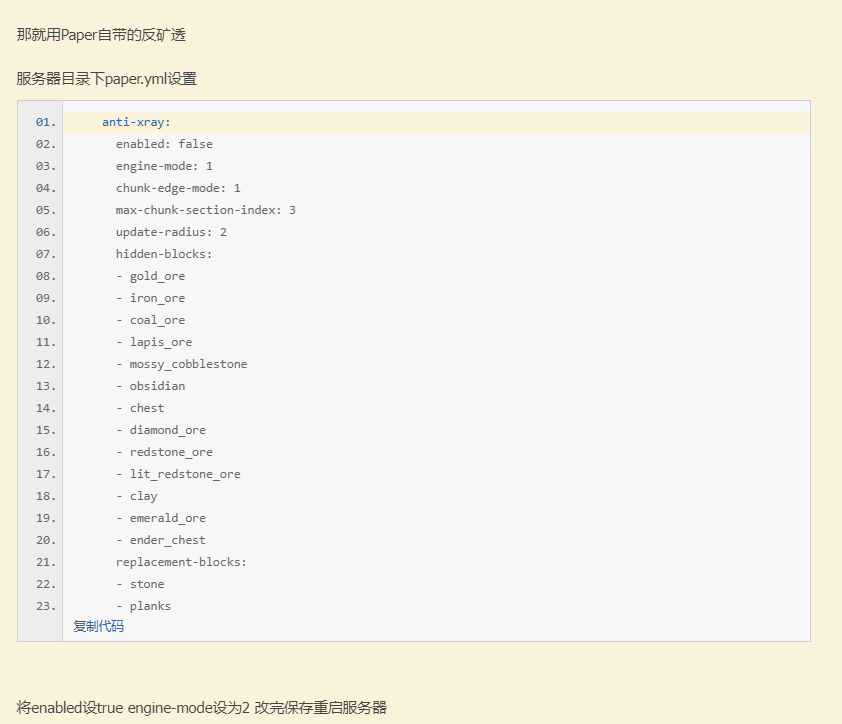 那就用Paper自带的反矿透
服务器目录下paper.yml设置
01. anti-xray:
02. enabled: false
03. engine-mode: 1
04. chunk-edge-mode: 1
05. max-chunk-section-index: 3
06. update-radius: 2
07. hidden-blocks:
08. - gold_ore
09. - iron_ore
10. - coal_ore
11. - lapis_ore
12. - mossy_cobblestone
13. - obsidian
14. - chest
15. - diamond_ore
16. - redstone_ore
17. - lit_redstone_ore
18. - clay
19. - emerald_ore
20. - ender_chest
21. replacement-blocks:
22. - stone
23. - planks
复制代码
将enabled设true engine-mode设为2 改完保存重启服务器